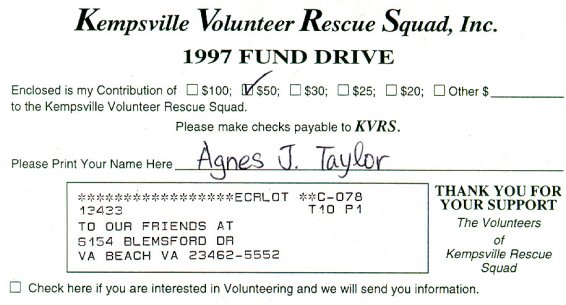 Kempsville Volunteer Rescue Squad, Inc.
1997 FUND DRIVE
Enclosed is my Contribution of ☐ $100; ☑ $50; ☐ $30; ☐ $25; ☐ $20; ☐ Other $
to the Kempsville Volunteer Rescue Squad.
Please make checks payable to KVRS.
Please Print Your Name Here Agnes J. Taylor
*****************ECRLOT **C-078
13433 T10 P1
TO OUR FRIENDS AT
5154 BLEMSFORD DR
VA BEACH VA 23462-5552
THANK YOU FOR
YOUR SUPPORT
The Volunteers
of
Kempsville Rescue
Squad
☐ Check here if you are interested in Volunteering and we will send you information.